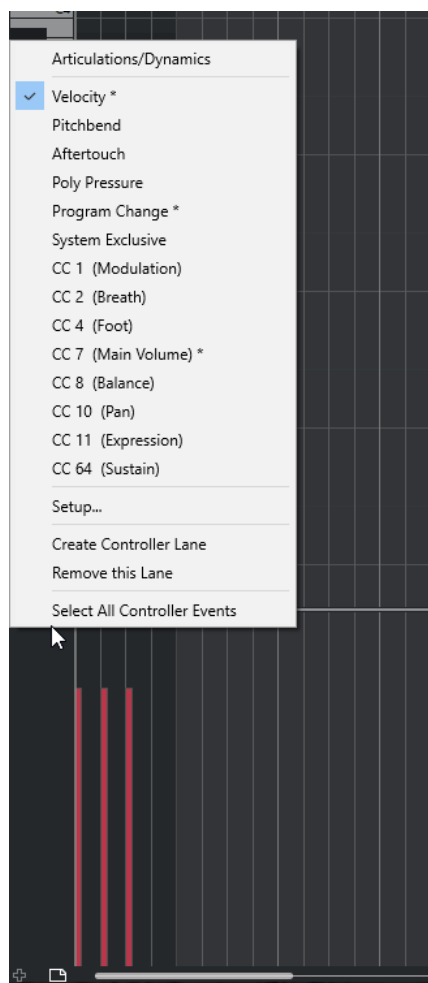 Articulations/Dynamics
Velocity *
Pitchbend
Aftertouch
Poly Pressure
Program Change *
System Exclusive
CC 1 (Modulation)
CC 2 (Breath)
CC 4 (Foot)
CC 7 (Main Volume) *
CC 8 (Balance)
CC 10 (Pan)
CC 11 (Expression)
CC 64 (Sustain)
Setup...
Create Controller Lane
Remove this Lane
Select All Controller Events